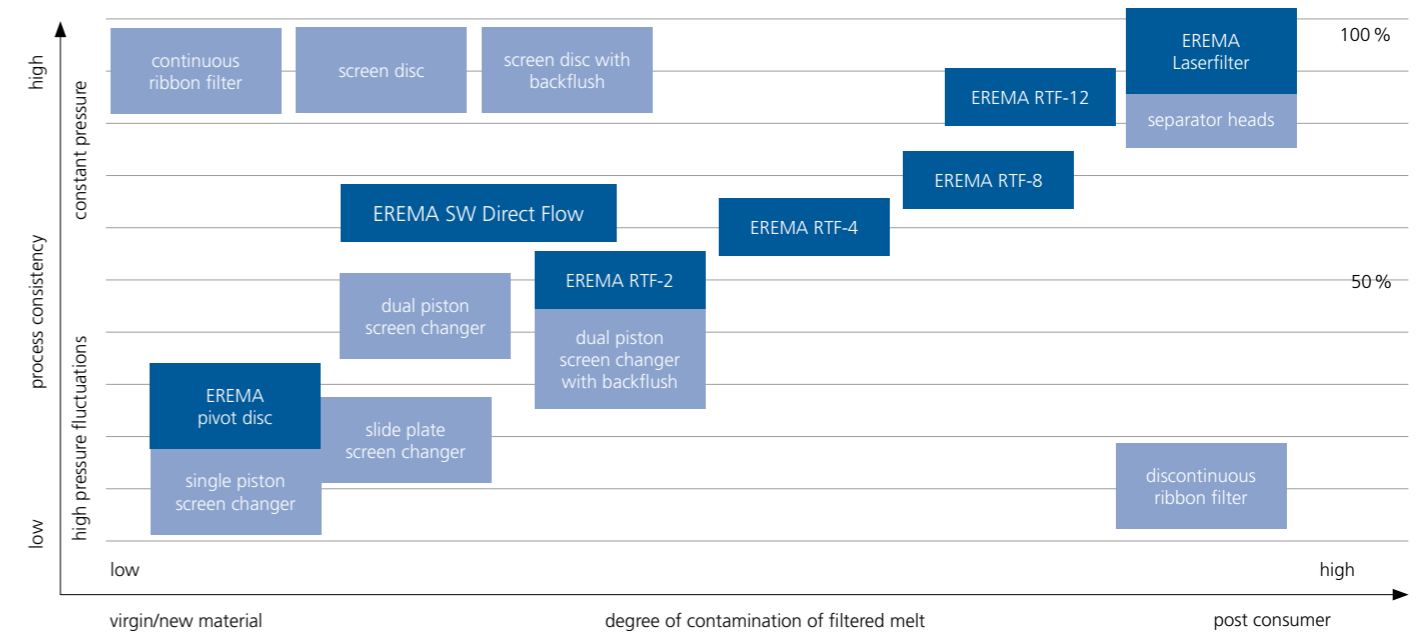 high
constant pressure
process consistency
high pressure fluctuations
low
continuous
ribbon filter
screen disc
screen disc with
backflush
EREMA
Laserfilter
100 %
EREMA RTF-12
separator heads
EREMA RTF-8
EREMA SW Direct Flow
EREMA RTF-4
EREMA RTF-2
50 %
dual piston
screen changer
dual piston
screen changer
with backflush
EREMA
pivot disc
slide plate
screen changer
single piston
screen changer
discontinuous
ribbon filter
low
high
virgin/new material
degree of contamination of filtered melt
post consumer